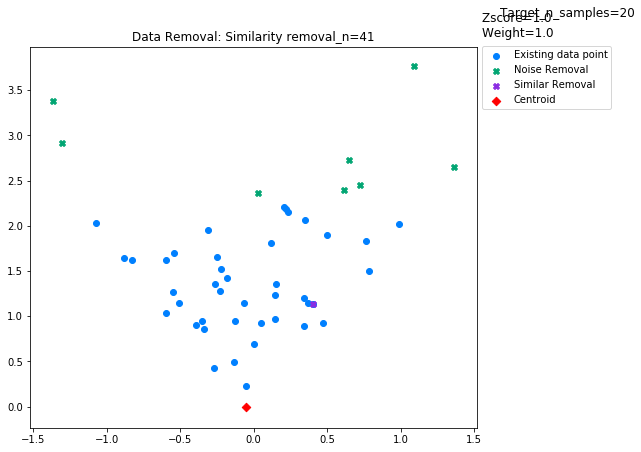 Target_n_samples=20
Zscore=1.0
Weight=1.0
Data Removal: Similarity removal_n=41
Existing data point
Noise Removal
Similar Removal
Centroid
3.5
3.0
2.5
2.0
1.5
1.0
0.5
0.0
−1.5 −1.0 −0.5 0.0 0.5 1.0 1.5